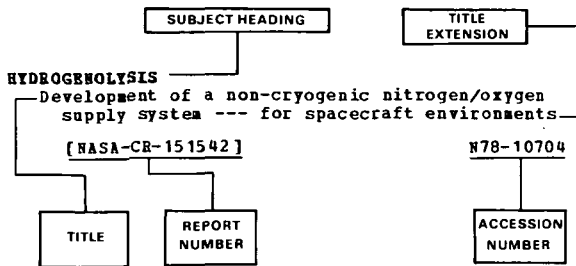 SUBJECT HEADING
TITLE
EXTENSION
HYDROGENOLYSIS
Development of a non-cryogenic nitrogen/oxygen
supply system --- for spacecraft environments
[NASA-CR-151542]
N78-10704
TITLE
REPORT
NUMBER
ACCESSION
NUMBER